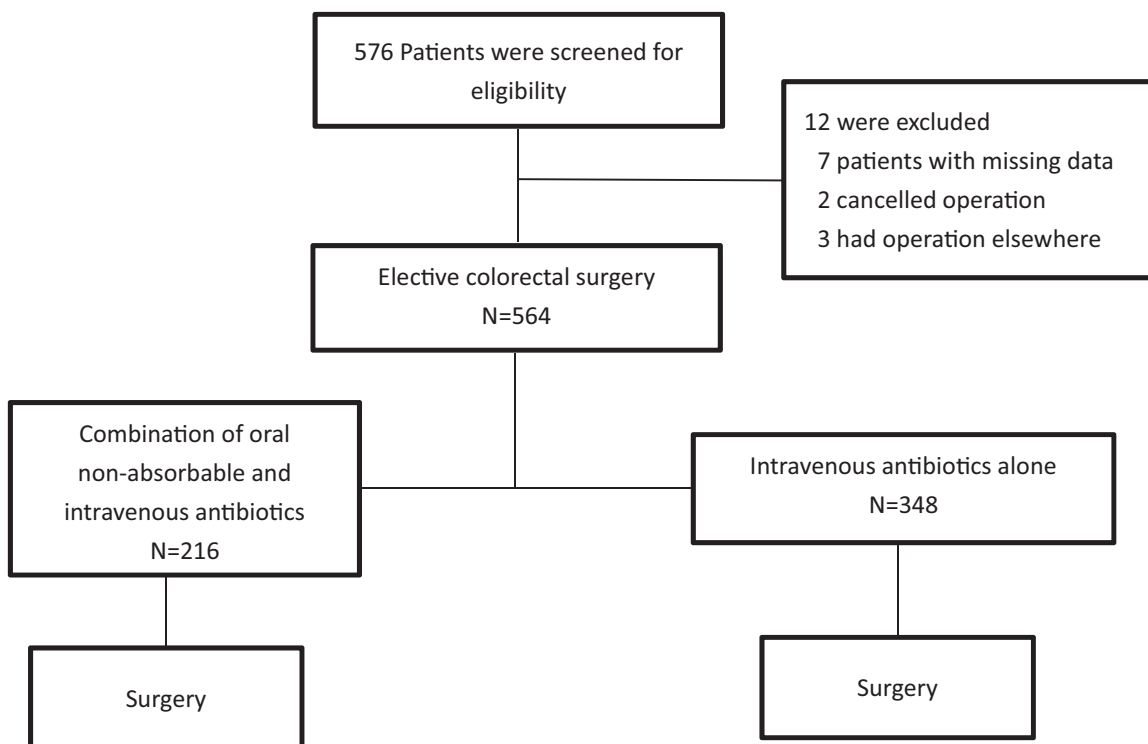 576 Patients were screened for
eligibility
12 were excluded
7 patients with missing data
2 cancelled operation
3 had operation elsewhere
Elective colorectal surgery
N=564
Combination of oral
non-absorbable and
intravenous antibiotics
N=216
Intravenous antibiotics alone
N=348
Surgery
Surgery